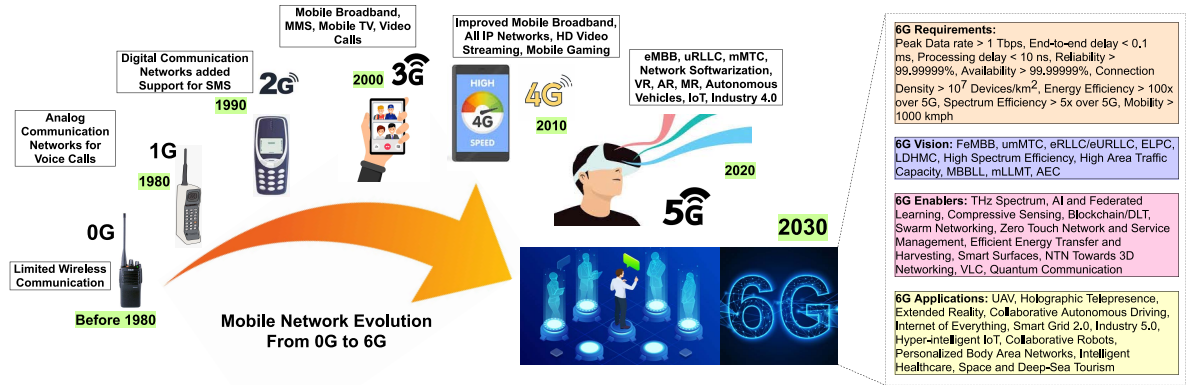 0G
Limited Wireless
Communication
Before 1980
Analog
Communication
Networks for
Voice Calls
1G
1980
Digital Communication
Networks added
Support for SMS
1990
2G
Mobile Broadband,
MMS, Mobile TV, Video
Calls
2000
3G
Improved Mobile Broadband,
All IP Networks, HD Video
Streaming, Mobile Gaming
HIGH
4G
SPEED
4G
2010
eMBB, uRLLC, mMTC,
Network Softwarization,
VR, AR, MR, Autonomous
Vehicles, IoT, Industry 4.0
2020
5G
2030
6G
Mobile Network Evolution
From 0G to 6G
6G Requirements:
Peak Data rate > 1 Tbps, End-to-end delay < 0.1
ms, Processing delay < 10 ns, Reliability >
99.99999%, Availability > 99.99999%, Connection
Density > 10⁷ Devices/km², Energy Efficiency > 100x
over 5G, Spectrum Efficiency > 5x over 5G, Mobility >
1000 kmph
6G Vision: FeMBB, umMTC, eRLLC/eURLLC, ELPC,
LDHMC, High Spectrum Efficiency, High Area Traffic
Capacity, MBBLL, mLLMT, AEC
6G Enablers: THz Spectrum, AI and Federated
Learning, Compressive Sensing, Blockchain/DLT,
Swarm Networking, Zero Touch Network and Service
Management, Efficient Energy Transfer and
Harvesting, Smart Surfaces, NTN Towards 3D
Networking, VLC, Quantum Communication
6G Applications: UAV, Holographic Telepresence,
Extended Reality, Collaborative Autonomous Driving,
Internet of Everything, Smart Grid 2.0, Industry 5.0,
Hyper-intelligent IoT, Collaborative Robots,
Personalized Body Area Networks, Intelligent
Healthcare, Space and Deep-Sea Tourism